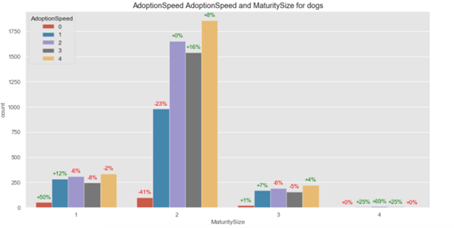 AdoptionSpeed AdoptionSpeed and MaturitySize for dogs
AdoptionSpeed
0
1
2
3
4
count
1750
1500
1250
1000
750
500
250
0
+50% +12% -6% -8% -2%
-41% -23% +0% +16% +8%
+1% +7% -6% -5% +4%
+0% +25% +49% +25% +0%
1 2 3 4
MaturitySize